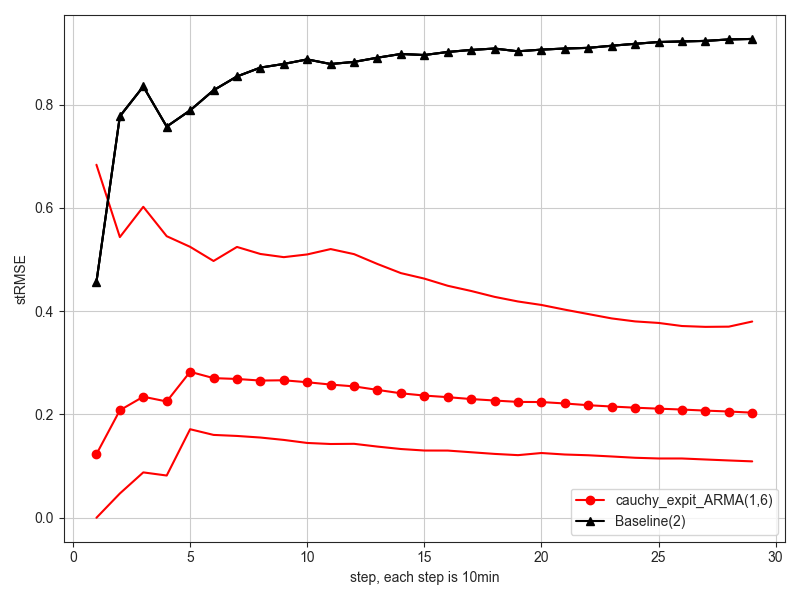 0.8
0.6
0.4
0.2
0.0
stRMSE
0 5 10 15 20 25 30
step, each step is 10min
cauchy_expit_ARMA(1,6)
Baseline(2)